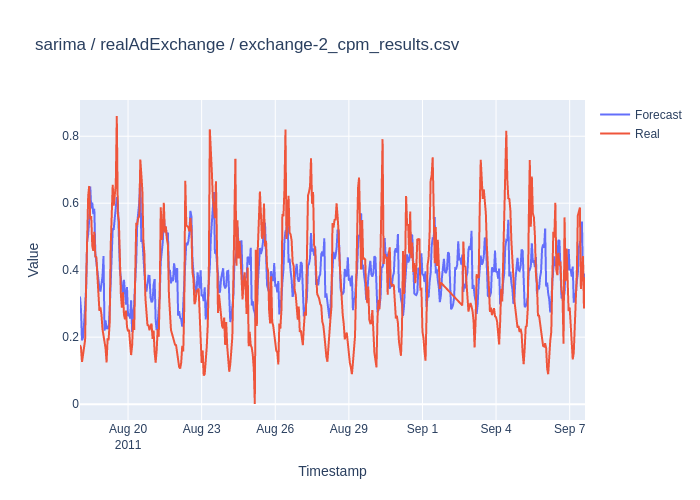 sarima / realAdExchange / exchange-2_cpm_results.csv
Forecast
Real
Value
0.8
0.6
0.4
0.2
0
Aug 20
2011
Aug 23
Aug 26
Aug 29
Sep 1
Sep 4
Sep 7
Timestamp